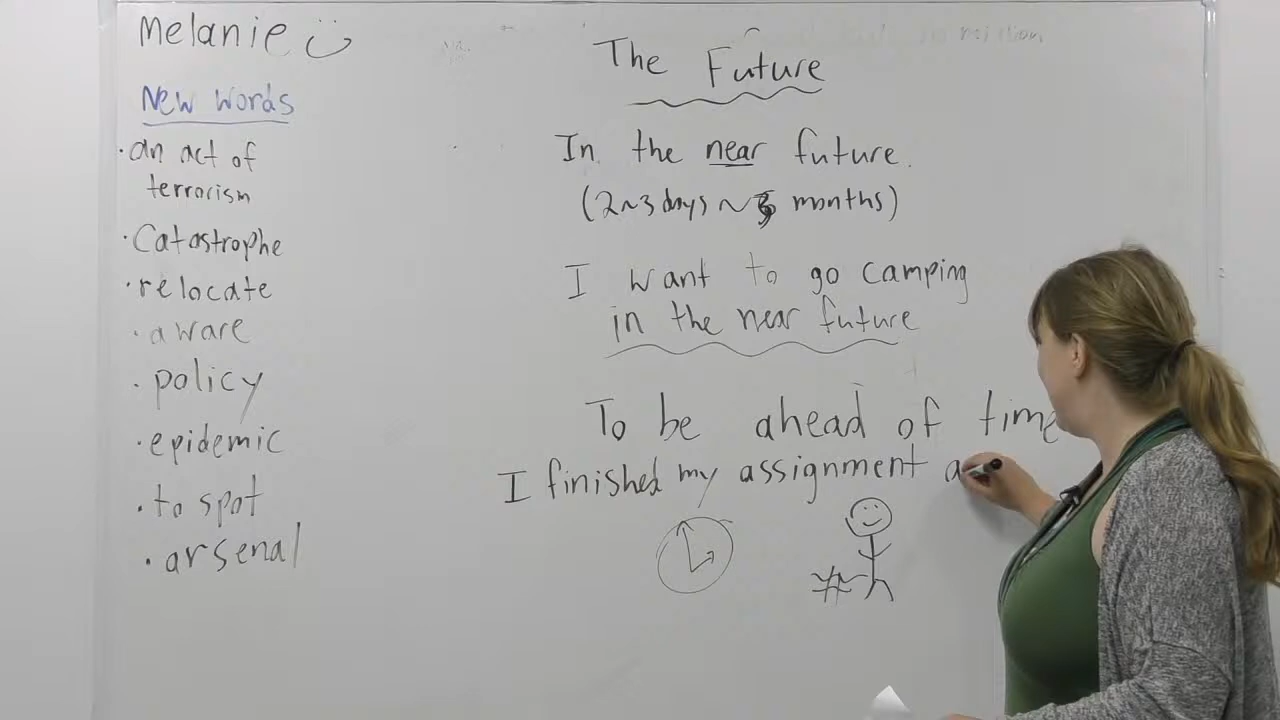 Melanie
New words
· an act of
terrorism
· Catastrophe
· relocate
· aware
· policy
· epidemic
· to spot
· arsenal
The Future
In the near future.
(2~3 days ~ months)
I want to go camping
in the near future
To be ahead of time
I finished my assignment a